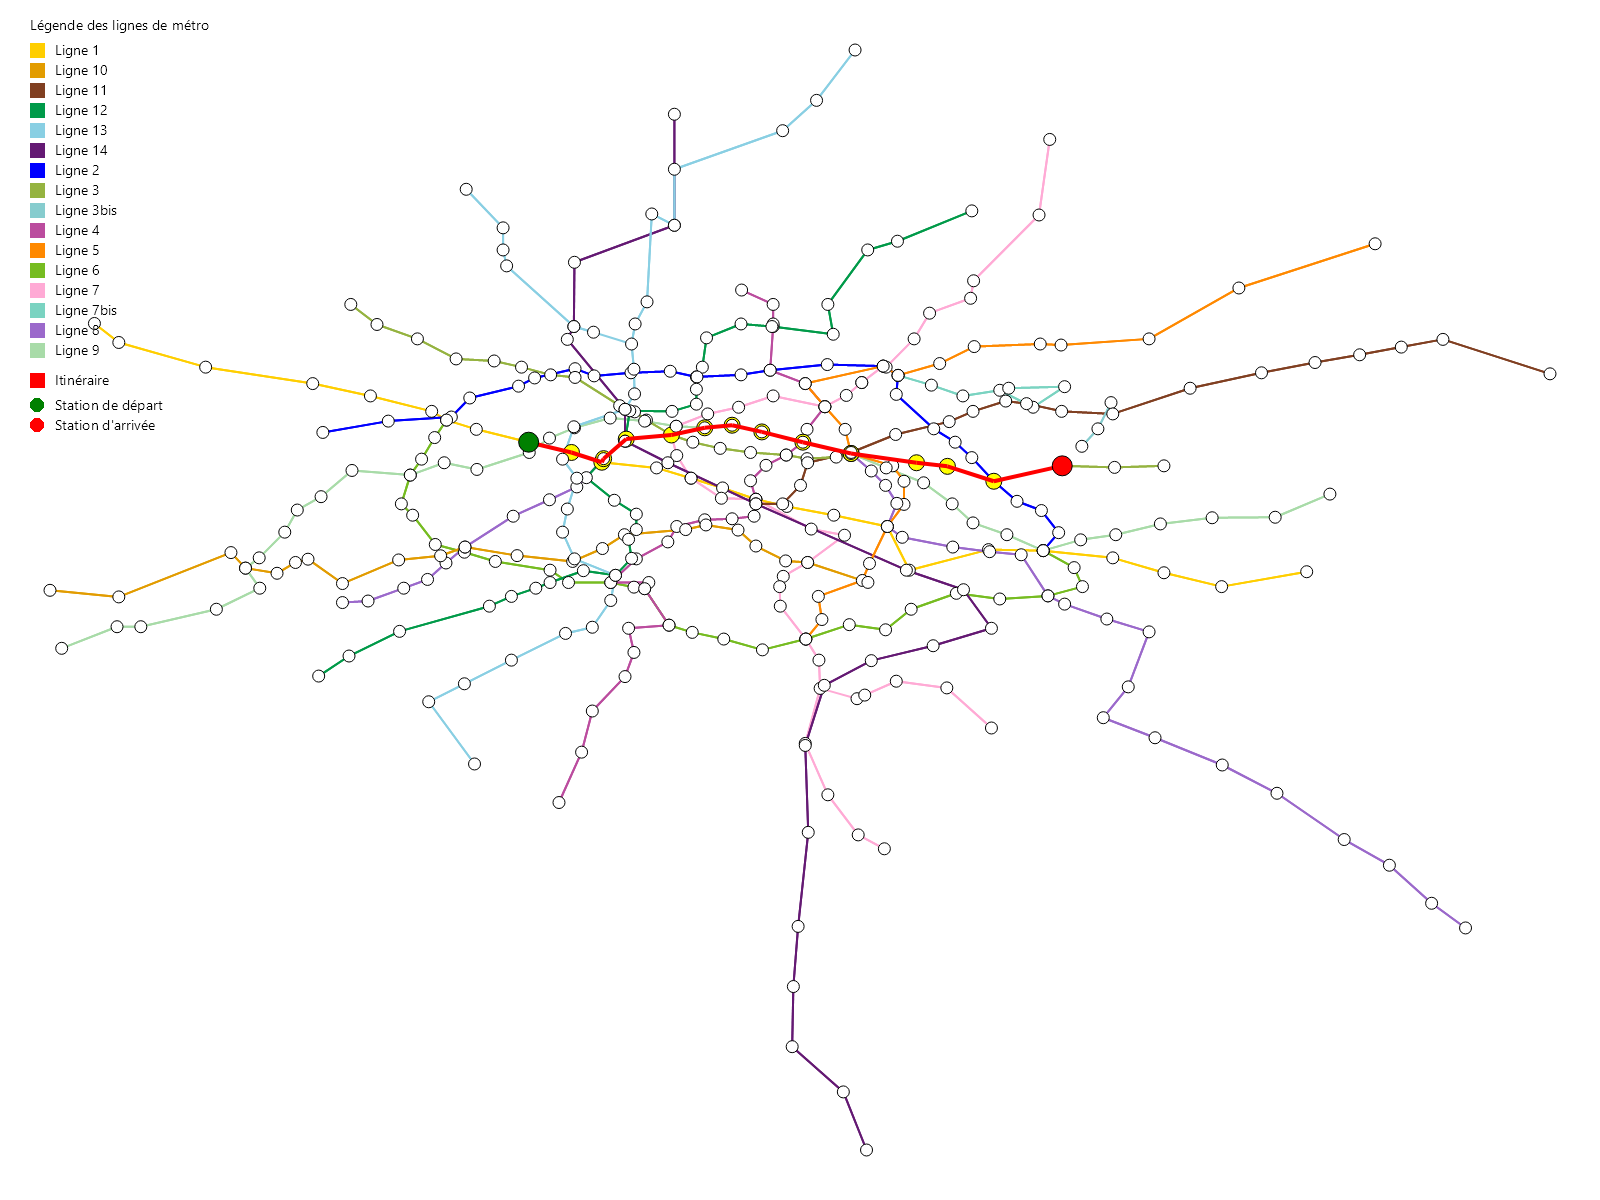 Légende des lignes de métro
Ligne 1
Ligne 10
Ligne 11
Ligne 12
Ligne 13
Ligne 14
Ligne 2
Ligne 3
Ligne 3bis
Ligne 4
Ligne 5
Ligne 6
Ligne 7
Ligne 7bis
Ligne 8
Ligne 9
Itinéraire
Station de départ
Station d'arrivée